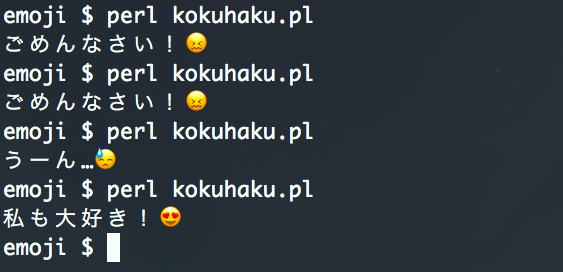 emoji $ perl kokuhaku.pl
ごめんなさい！😖
emoji $ perl kokuhaku.pl
ごめんなさい！😖
emoji $ perl kokuhaku.pl
うーん…😓
emoji $ perl kokuhaku.pl
私も大好き！😍
emoji $